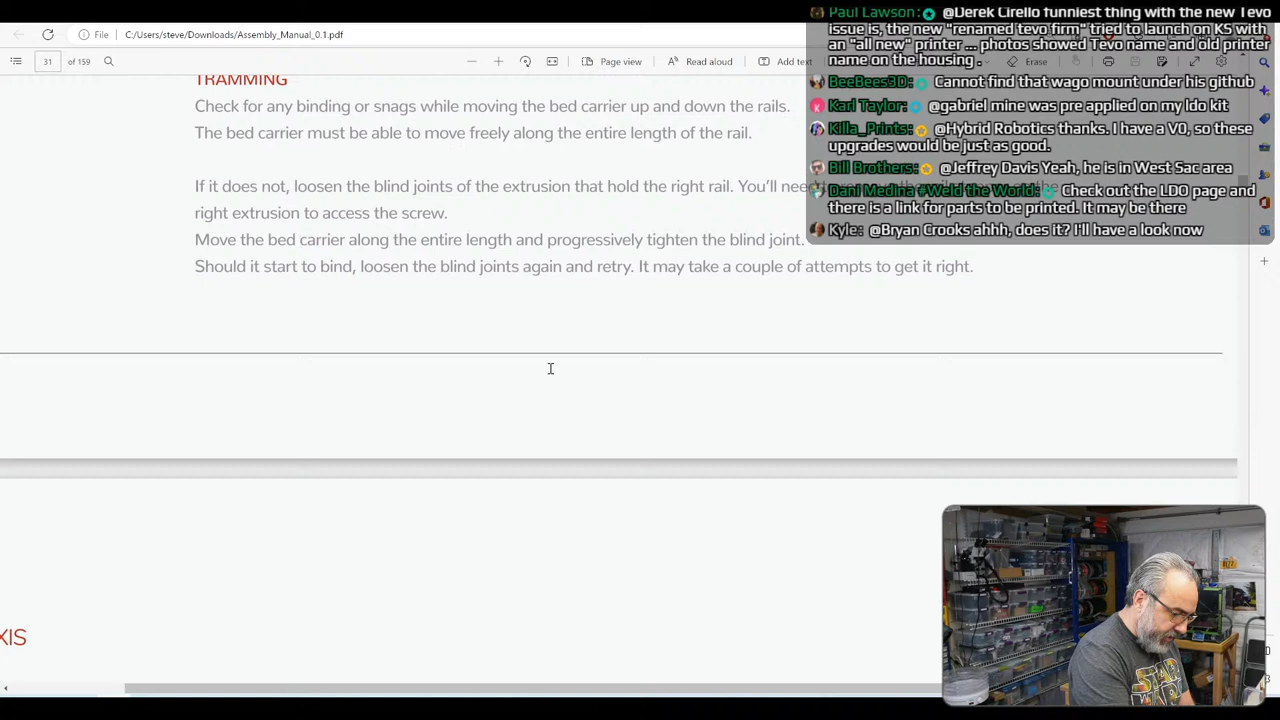 File
C:/Users/steve/Downloads/Assembly_Manual_0.1.pdf
31
of 159
Page view
Read aloud
Add text
Erase
TRAMMING
Check for any binding or snags while moving the bed carrier up and down the rails.
The bed carrier must be able to move freely along the entire length of the rail.
If it does not, loosen the blind joints of the extrusion that hold the right rail. You'll need
right extrusion to access the screw.
Move the bed carrier along the entire length and progressively tighten the blind joint.
Should it start to bind, loosen the blind joints again and retry. It may take a couple of attempts to get it right.
XIS
Paul Lawson: @Derek Cirello funniest thing with the new Tevo
issue is, the new "renamed tevo firm" tried to launch on KS with
an "all new" printer ... photos showed Tevo name and old printer
name on the housing .
BeeBees3D: Cannot find that wago mount under his github
Karl Taylor: @gabriel mine was pre applied on my ldo kit
Killa_Prints: @Hybrid Robotics thanks. I have a V0, so these
upgrades would be just as good.
Bill Brothers: @Jeffrey Davis Yeah, he is in West Sac area
Dani Medina #Weld the World: Check out the LDO page and
there is a link for parts to be printed. It may be there
Kyle: @Bryan Crooks ahhh, does it? I'll have a look now
STAR